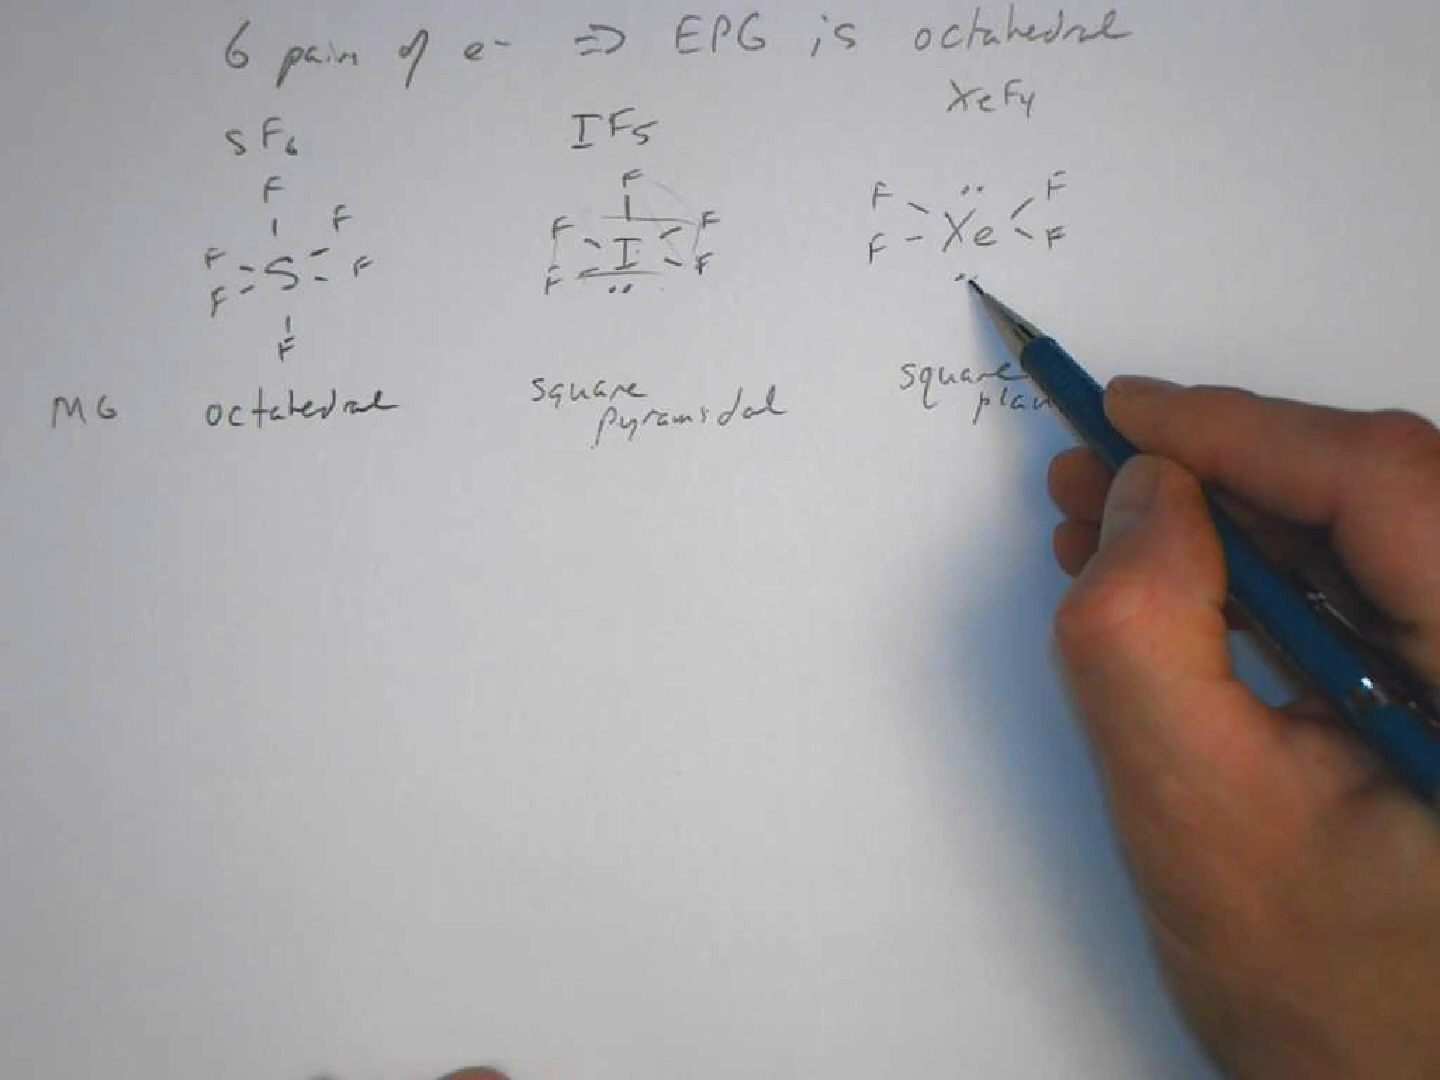 6 pairs of e- => EPG is octahedral
SF6 IF5 XeF4
F
F F
F S F
F
F
F
F F
I
F F
··
F ·· F
Xe
F F
··
MG octahedral square pyramidal square